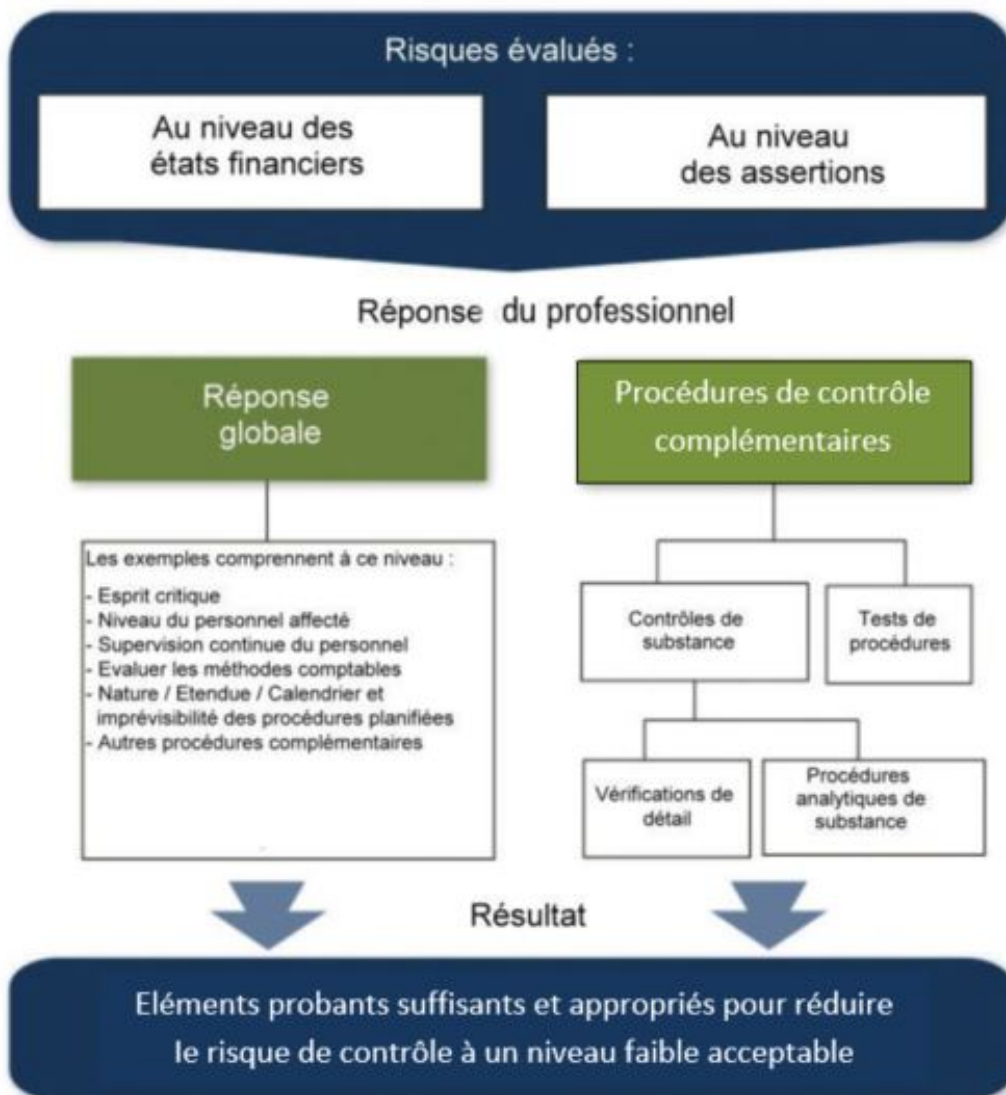 Risques évalués :
Au niveau des
états financiers
Au niveau
des assertions
Réponse du professionnel
Réponse
globale
Les exemples comprennent à ce niveau :
- Esprit critique
- Niveau du personnel affecté
- Supervision continue du personnel
- Evaluer les méthodes comptables
- Nature / Etendue / Calendrier et
imprévisibilité des procédures planifiées
- Autres procédures complémentaires
Procédures de contrôle
complémentaires
Contrôles de
substance
Tests de
procédures
Vérifications de
détail
Procédures
analytiques de
substance
Résultat
Eléments probants suffisants et appropriés pour réduire
le risque de contrôle à un niveau faible acceptable